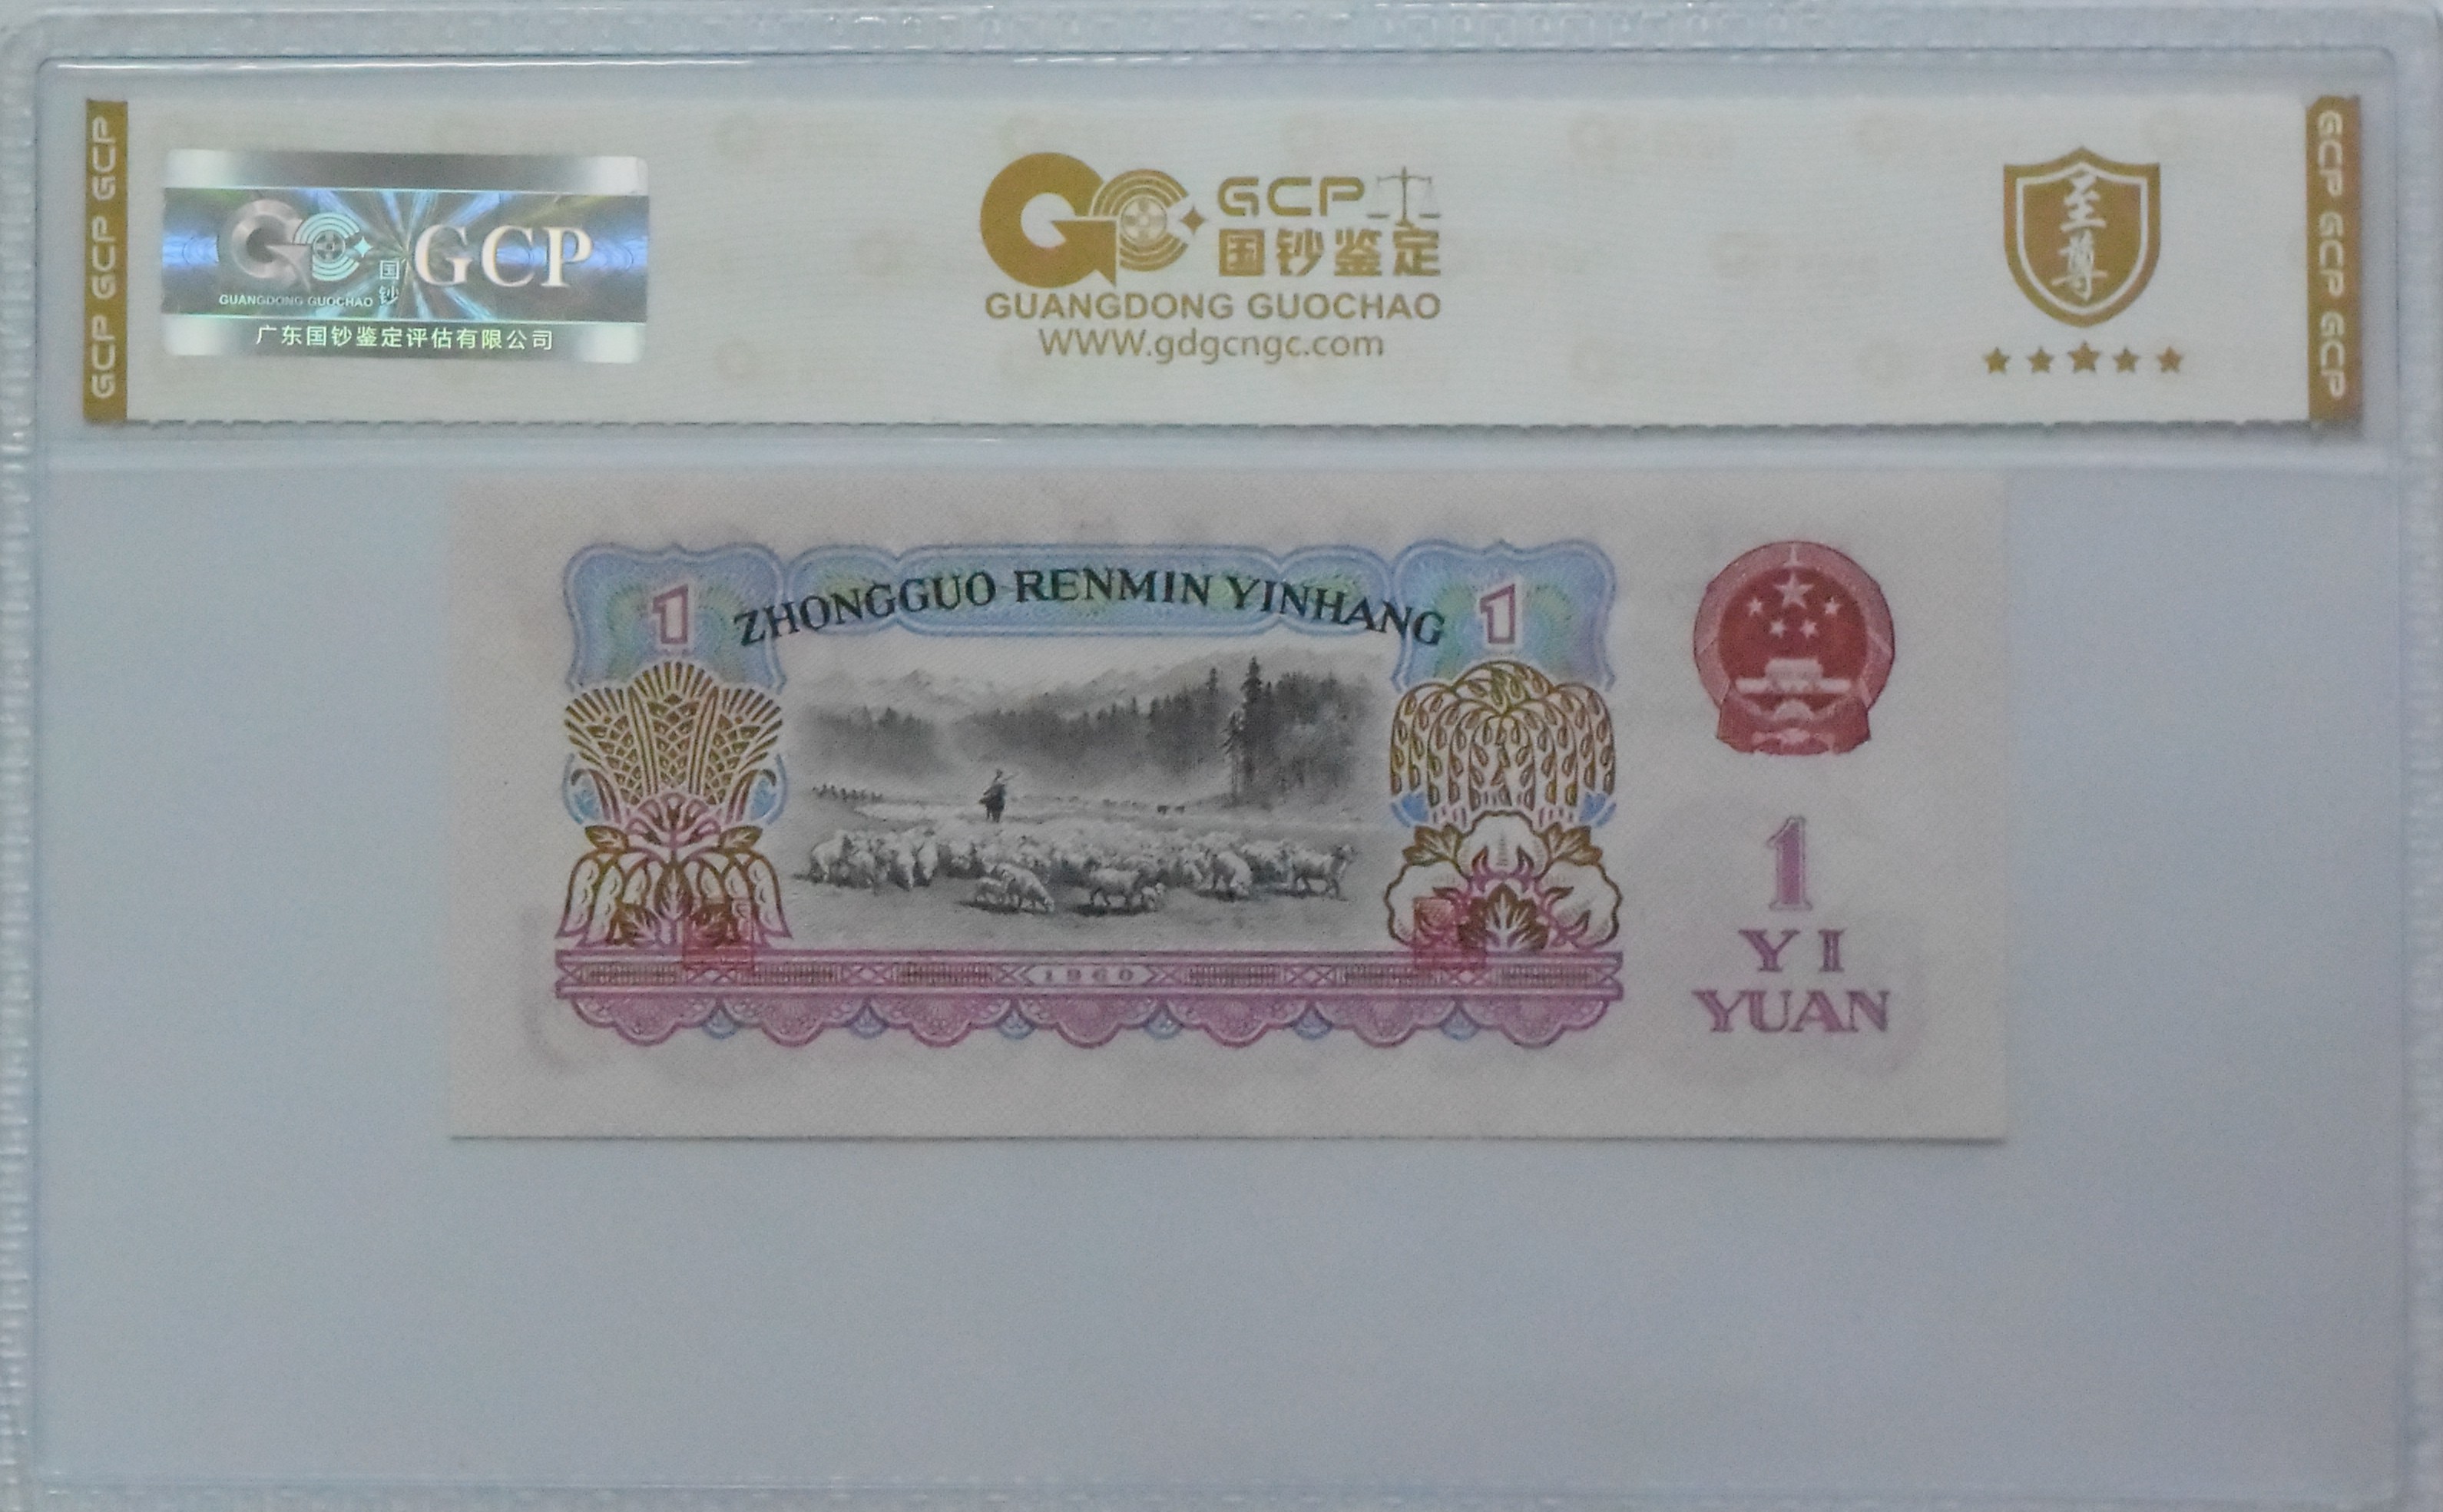 GCP GCP GCP
GCP
国钞
GUANGDONG GUOCHAO
广东国钞鉴定评估有限公司
GCP
国钞鉴定
GUANGDONG GUOCHAO
WWW.gdgcngc.com
至尊
GCP GCP GCP
1 ZHONGGUO RENMIN YINHANG 1
1960
1
YI
YUAN